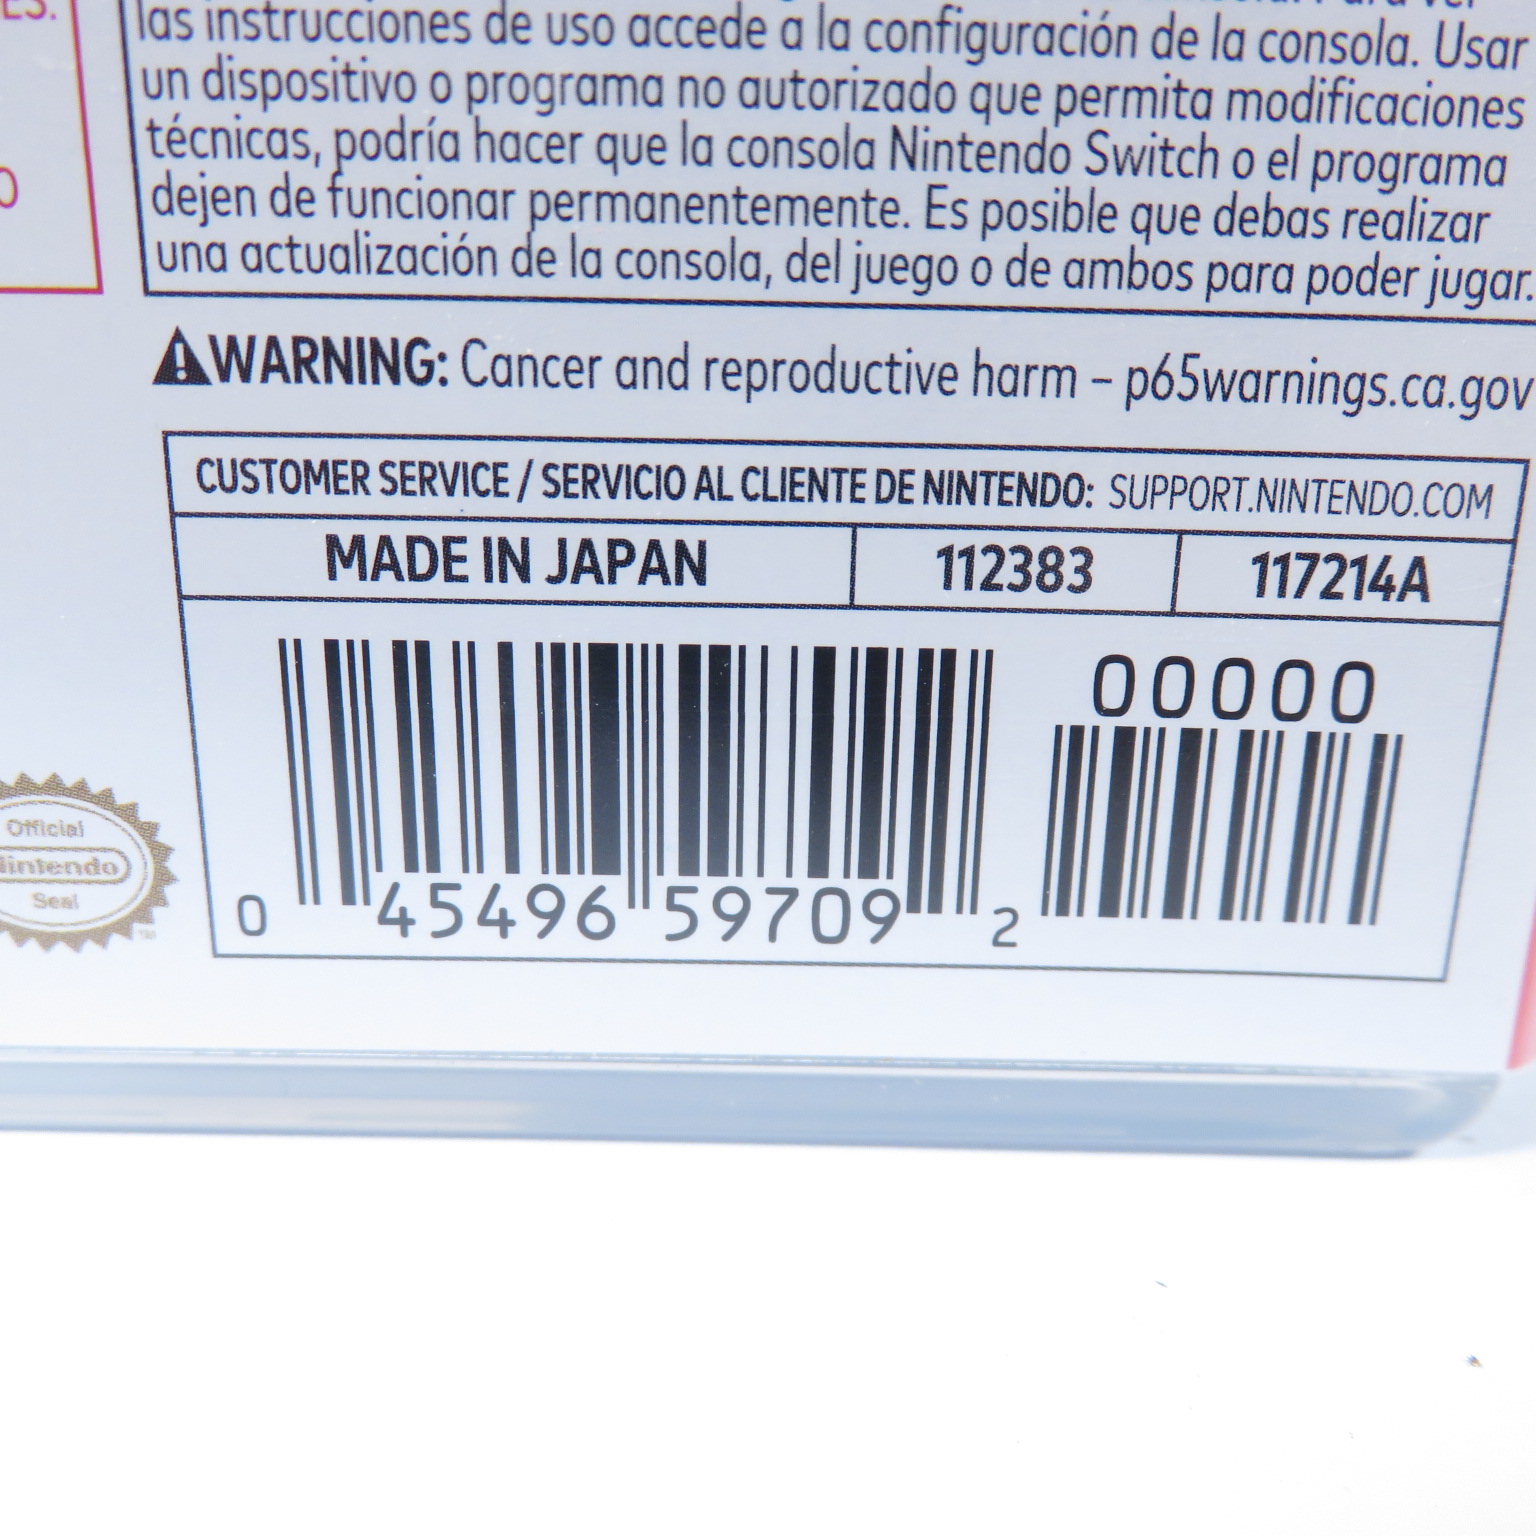 ES.
O
las instrucciones de uso accede a la configuración de la consola. Usar
un dispositivo o programa no autorizado que permita modificaciones
técnicas, podría hacer que la consola Nintendo Switch o el programa
dejen de funcionar permanentemente. Es posible que debas realizar
una actualización de la consola, del juego o de ambos para poder jugar.
WARNING: Cancer and reproductive harm – p65warnings.ca.gov
CUSTOMER SERVICE / SERVICIO AL CLIENTE DE NINTENDO: SUPPORT.NINTENDO.COM
MADE IN JAPAN 112383 117214A
00000
0 45496 59709 2
Official
Nintendo
Seal
TM